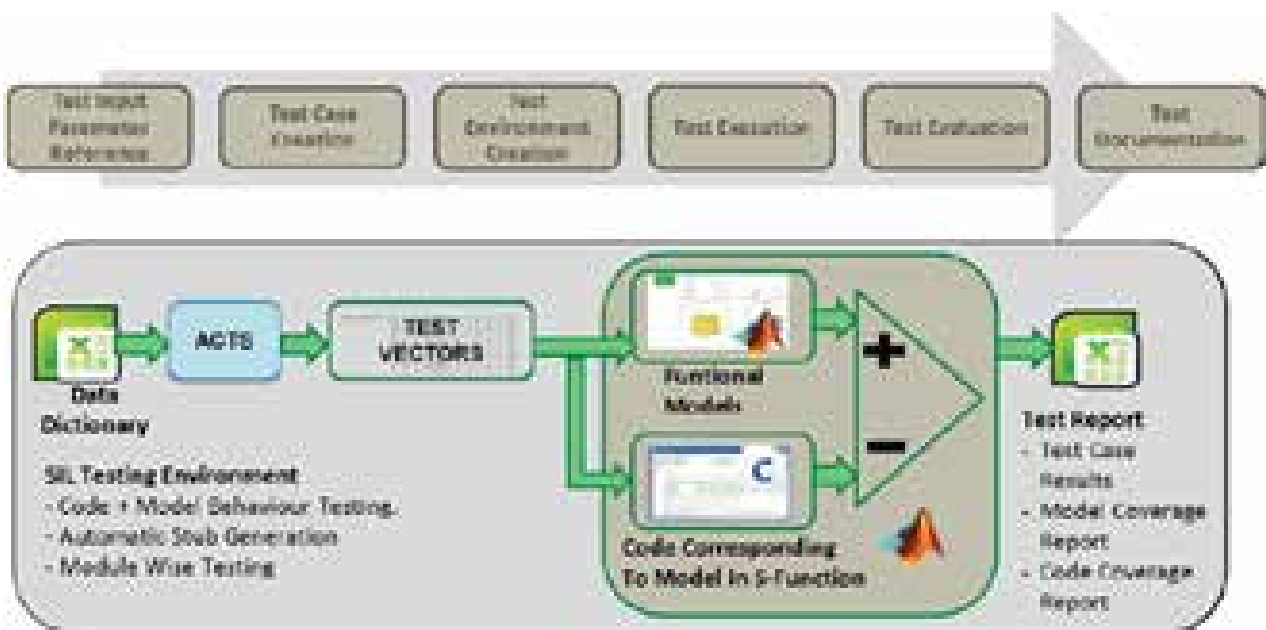 Test Input
Parameter
Reference
Test Case
Creation
Test
Environment
Creation
Test Execution
Test Evaluation
Test
Documentation
Data
Dictionary
AGTS
TEST
VECTORS
Funtional
Models
Code Corresponding
To Model In S-Function
C
SIL Testing Environment
- Code + Model Behaviour Testing.
- Automatic Stub Generation
- Module Wise Testing
Test Report
- Test Case
Results
- Model Coverage
Report
- Code Coverage
Report